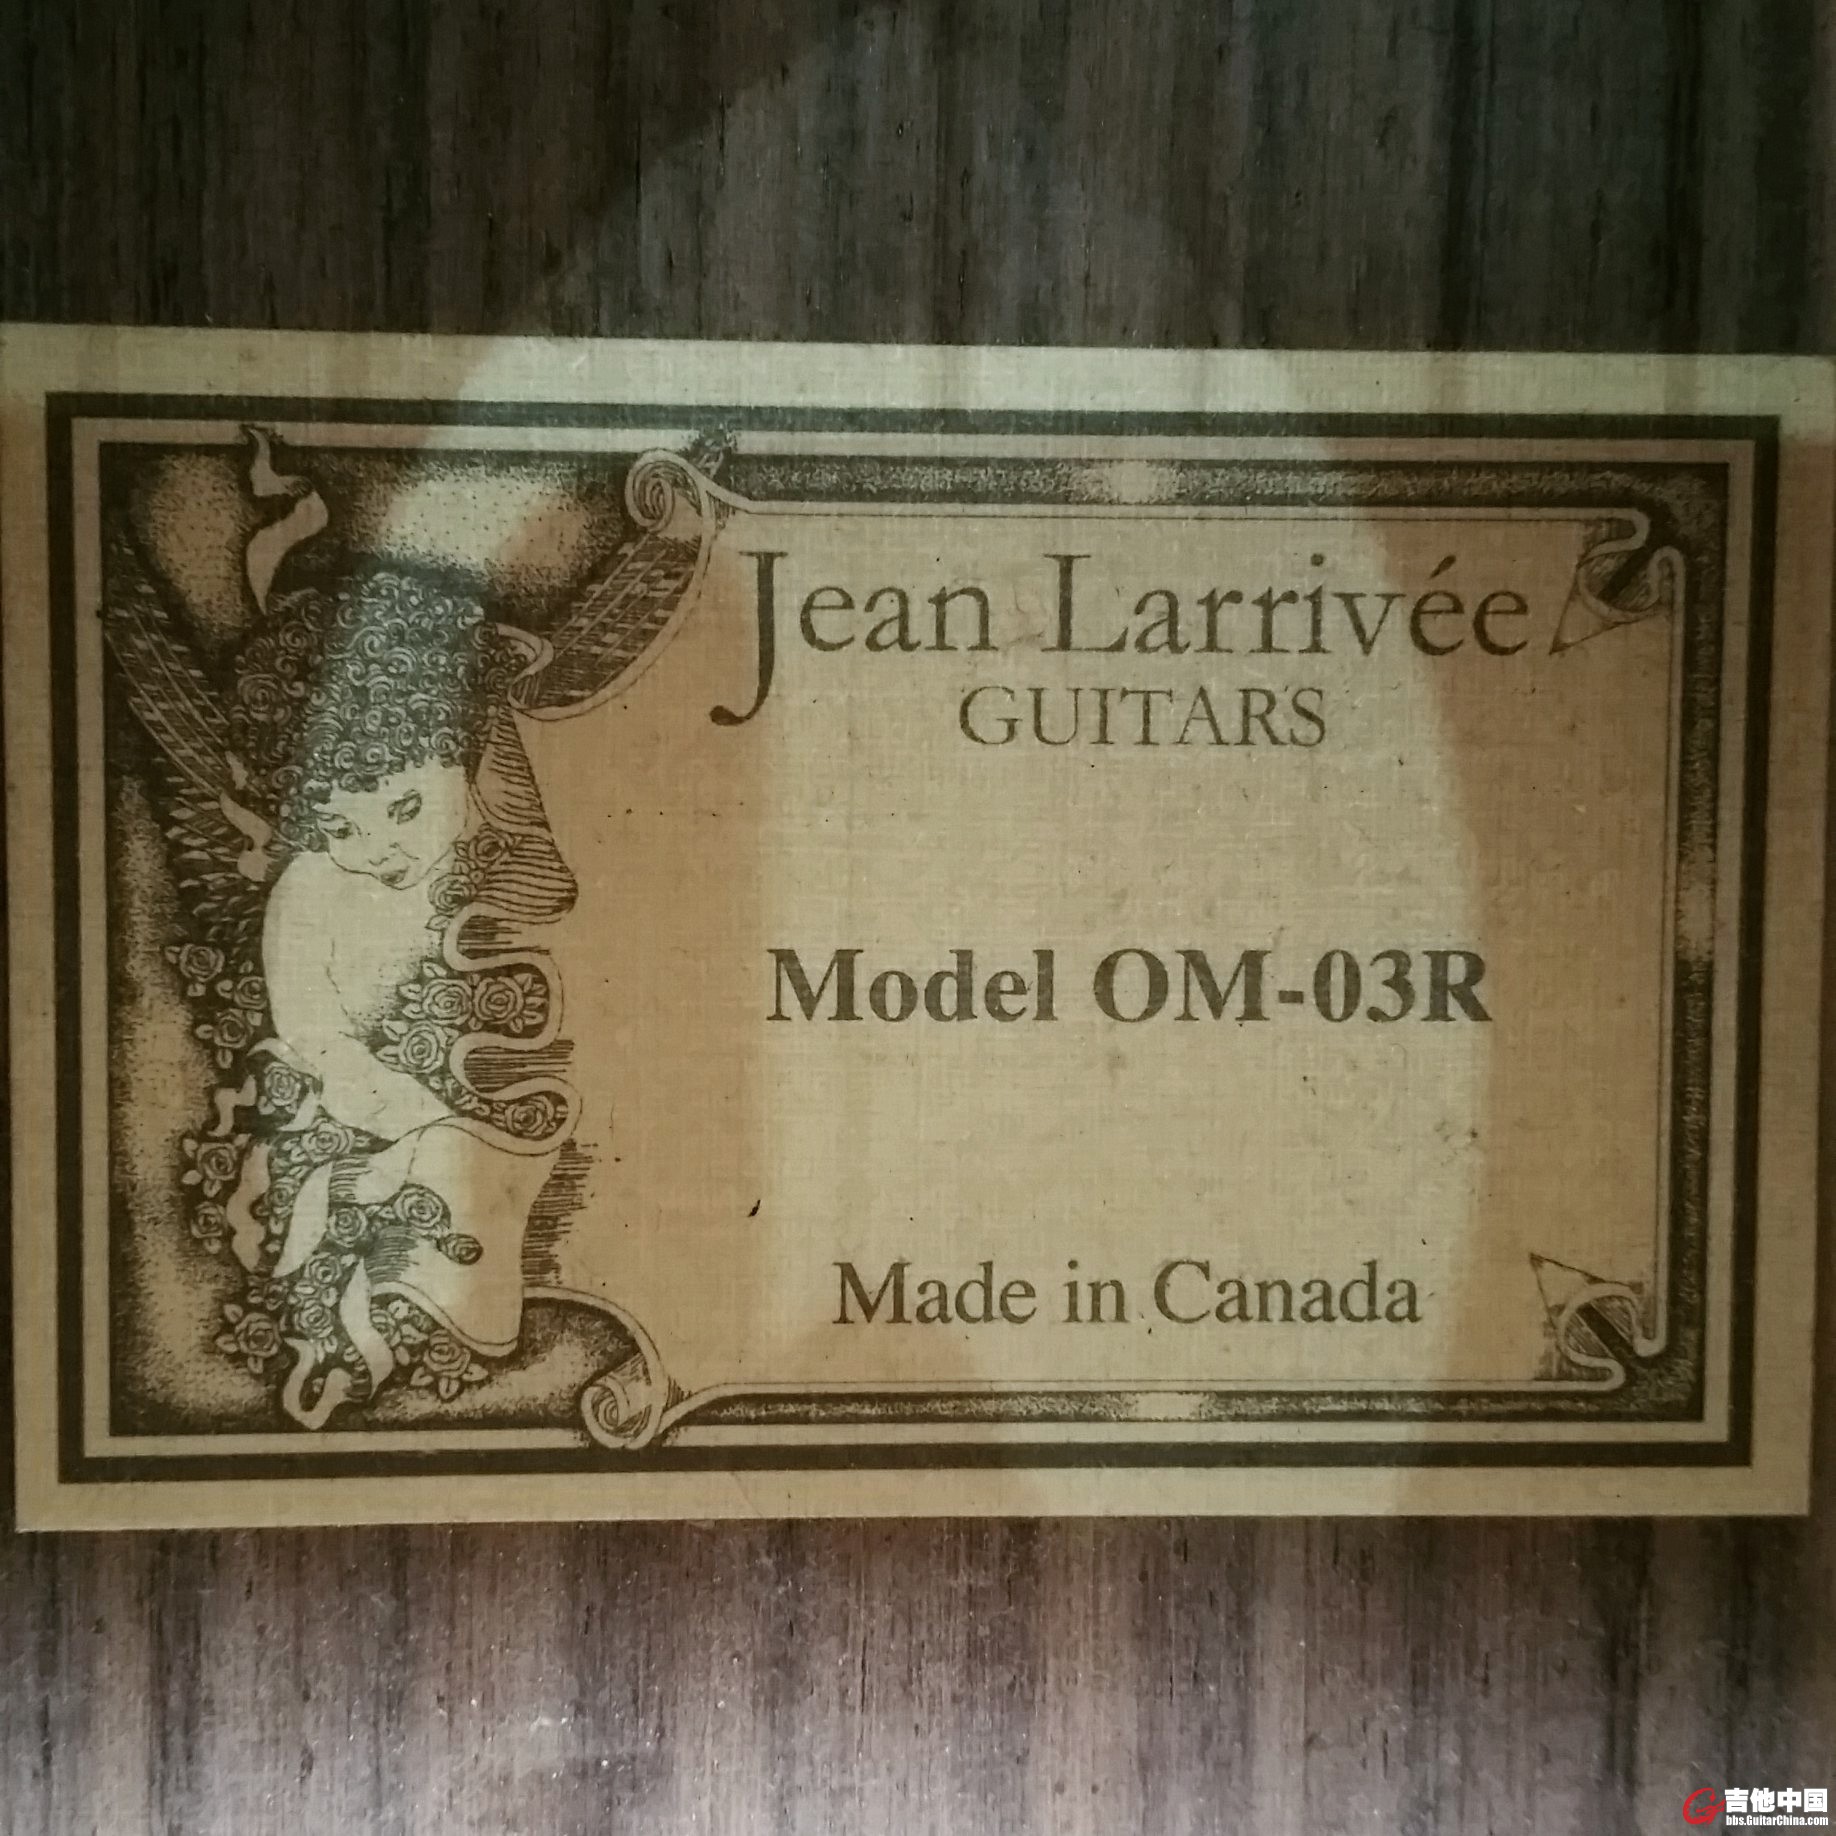 Jean Larrivée
GUITARS
Model OM-03R
Made in Canada
吉他中国
bbs.GuitarChina.com